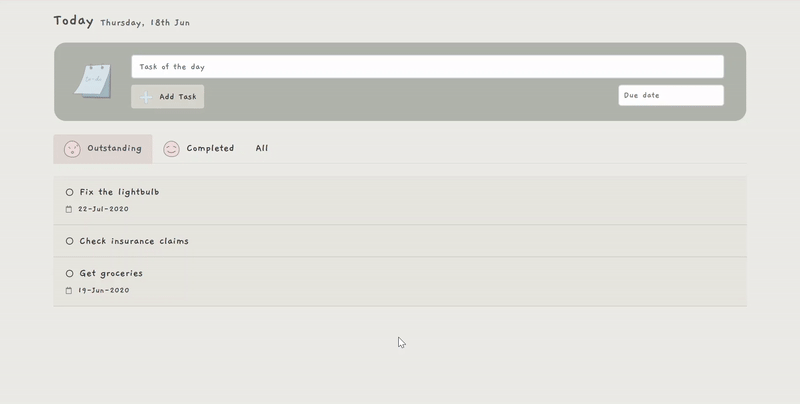 Today Thursday, 18th Jun
Task of the day
Add Task
Due date
Outstanding
Completed
All
Fix the lightbulb
22-Jul-2020
Check insurance claims
Get groceries
19-Jun-2020